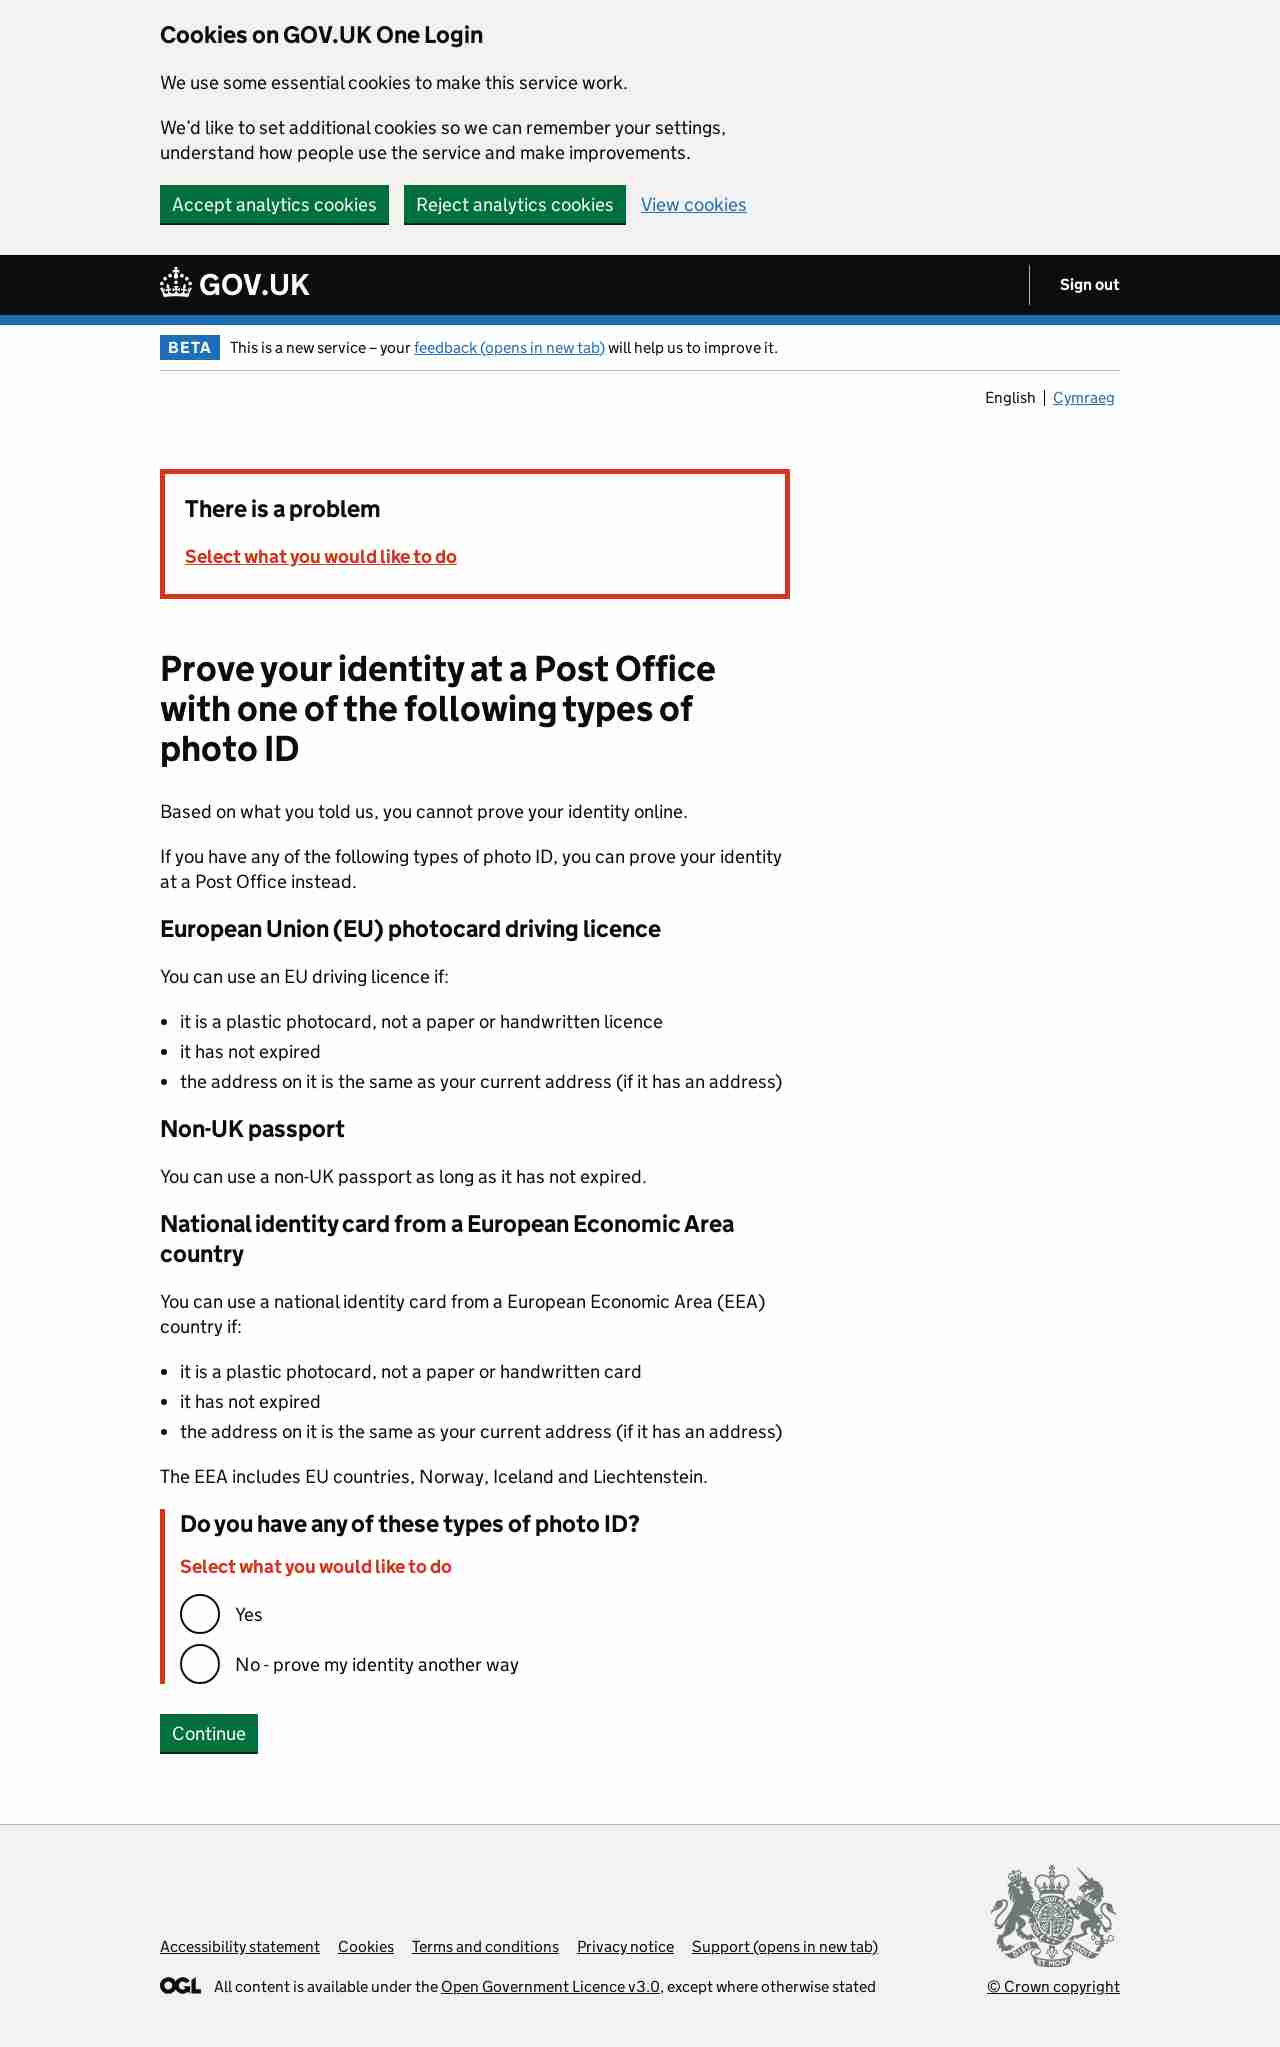 Cookies on GOV.UK One Login
We use some essential cookies to make this service work.
We'd like to set additional cookies so we can remember your settings,
understand how people use the service and make improvements.
Accept analytics cookies
Reject analytics cookies
View cookies
GOV.UK
Sign out
BETA
This is a new service – your feedback (opens in new tab) will help us to improve it.
English
Cymraeg
There is a problem
Select what you would like to do
Prove your identity at a Post Office
with one of the following types of
photo ID
Based on what you told us, you cannot prove your identity online.
If you have any of the following types of photo ID, you can prove your identity
at a Post Office instead.
European Union (EU) photocard driving licence
You can use an EU driving licence if:
• it is a plastic photocard, not a paper or handwritten licence
• it has not expired
• the address on it is the same as your current address (if it has an address)
Non-UK passport
You can use a non-UK passport as long as it has not expired.
National identity card from a European Economic Area
country
You can use a national identity card from a European Economic Area (EEA)
country if:
• it is a plastic photocard, not a paper or handwritten card
• it has not expired
• the address on it is the same as your current address (if it has an address)
The EEA includes EU countries, Norway, Iceland and Liechtenstein.
Do you have any of these types of photo ID?
Select what you would like to do
Yes
No - prove my identity another way
Continue
Accessibility statement
Cookies
Terms and conditions
Privacy notice
Support (opens in new tab)
OGL
All content is available under the Open Government Licence v3.0, except where otherwise stated
© Crown copyright